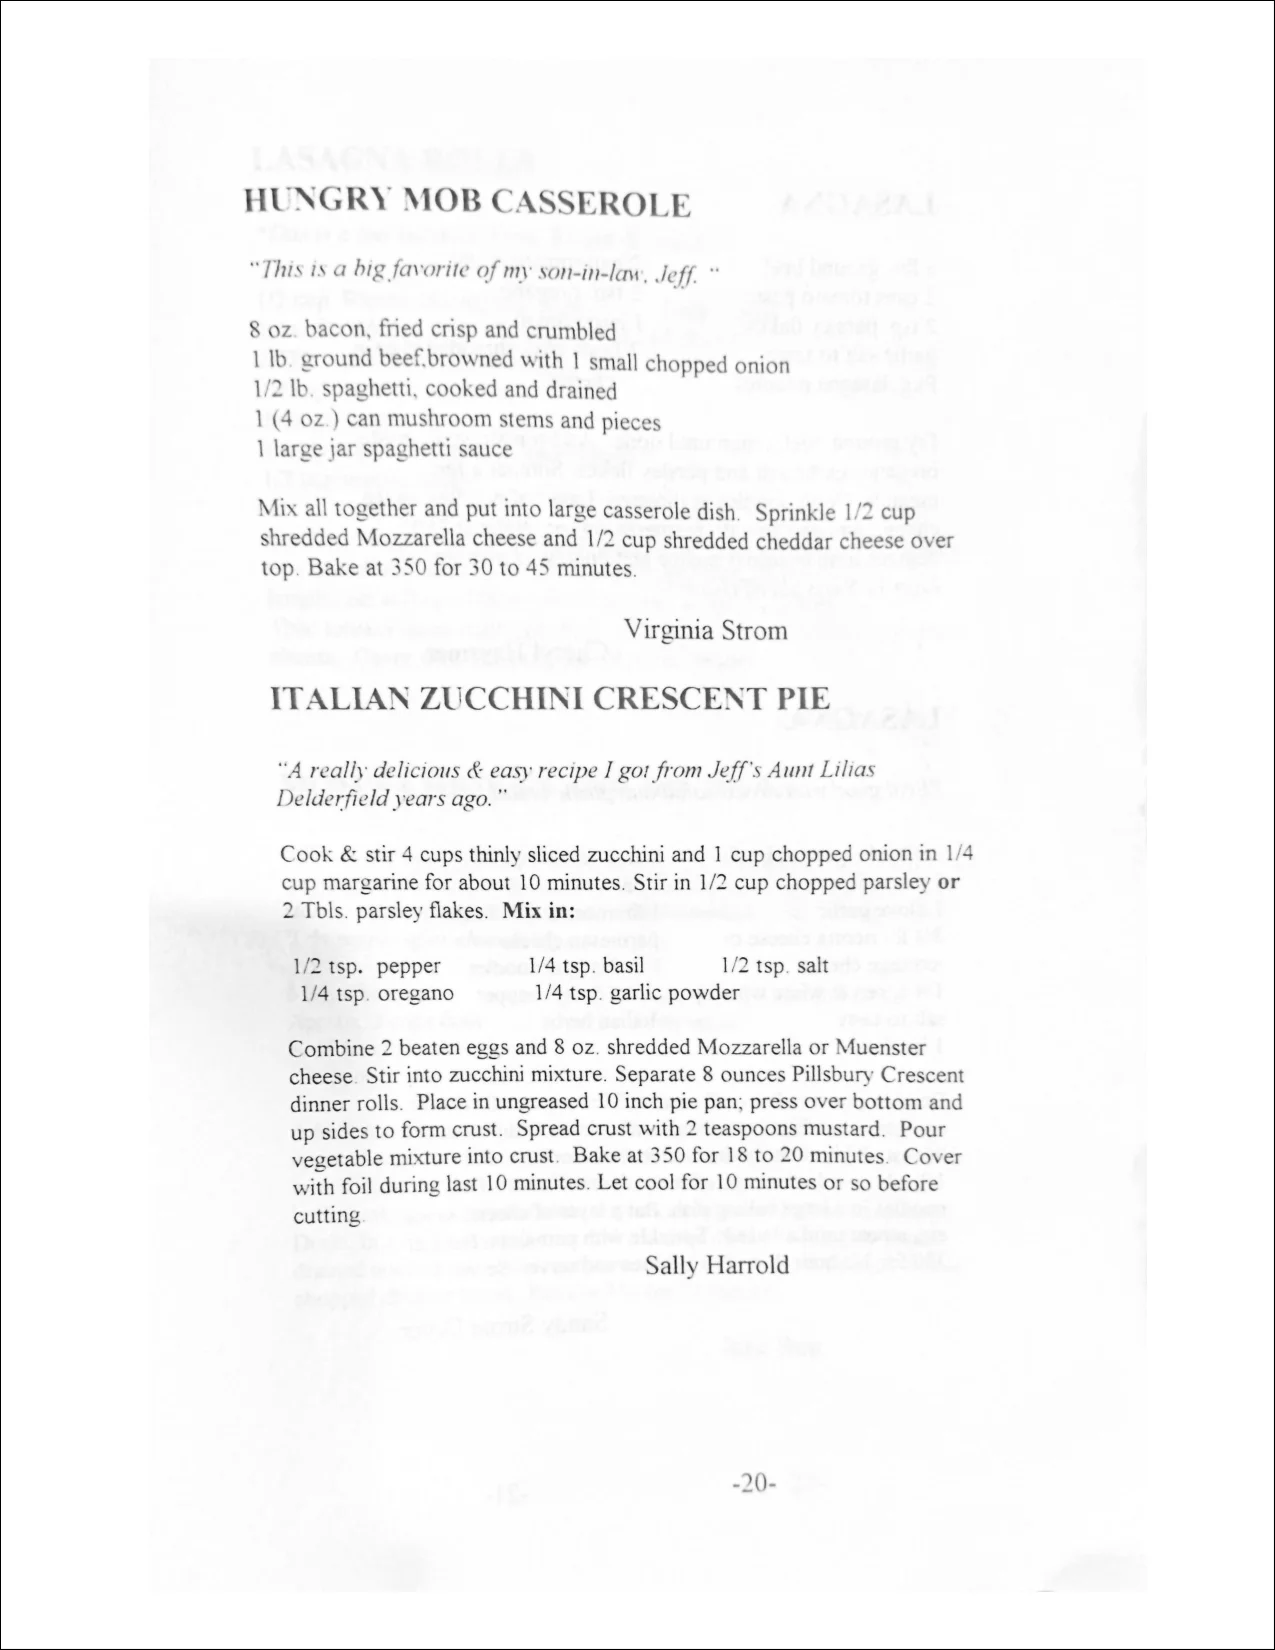 HUNGRY MOB CASSEROLE
"This is a big favorite of my son-in-law, Jeff. "
8 oz. bacon, fried crisp and crumbled
1 lb. ground beef,browned with 1 small chopped onion
1/2 lb. spaghetti, cooked and drained
1 (4 oz.) can mushroom stems and pieces
1 large jar spaghetti sauce
Mix all together and put into large casserole dish. Sprinkle 1/2 cup
shredded Mozzarella cheese and 1/2 cup shredded cheddar cheese over
top. Bake at 350 for 30 to 45 minutes.
Virginia Strom
ITALIAN ZUCCHINI CRESCENT PIE
"A really delicious & easy recipe I got from Jeff's Aunt Lilias
Delderfield years ago."
Cook & stir 4 cups thinly sliced zucchini and 1 cup chopped onion in 1/4
cup margarine for about 10 minutes. Stir in 1/2 cup chopped parsley or
2 Tbls. parsley flakes. Mix in:
1/2 tsp. pepper 1/4 tsp. basil 1/2 tsp. salt
1/4 tsp. oregano 1/4 tsp. garlic powder
Combine 2 beaten eggs and 8 oz. shredded Mozzarella or Muenster
cheese. Stir into zucchini mixture. Separate 8 ounces Pillsbury Crescent
dinner rolls. Place in ungreased 10 inch pie pan; press over bottom and
up sides to form crust. Spread crust with 2 teaspoons mustard. Pour
vegetable mixture into crust. Bake at 350 for 18 to 20 minutes. Cover
with foil during last 10 minutes. Let cool for 10 minutes or so before
cutting.
Sally Harrold
-20-